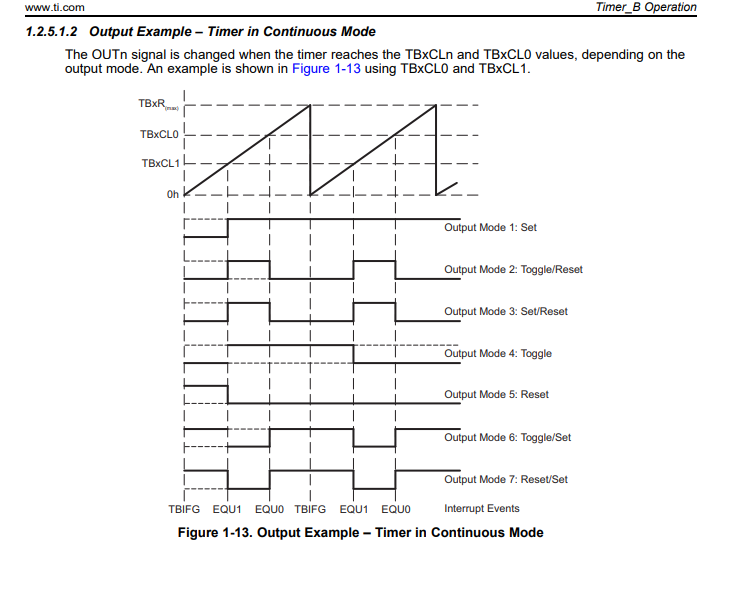 www.ti.com
Timer_B Operation
1.2.5.1.2 Output Example – Timer in Continuous Mode
The OUTn signal is changed when the timer reaches the TBxCLn and TBxCL0 values, depending on the
output mode. An example is shown in Figure 1-13 using TBxCL0 and TBxCL1.
TBxR(max)
TBxCL0
TBxCL1
0h
Output Mode 1: Set
Output Mode 2: Toggle/Reset
Output Mode 3: Set/Reset
Output Mode 4: Toggle
Output Mode 5: Reset
Output Mode 6: Toggle/Set
Output Mode 7: Reset/Set
TBIFG EQU1 EQU0 TBIFG EQU1 EQU0 Interrupt Events
Figure 1-13. Output Example – Timer in Continuous Mode